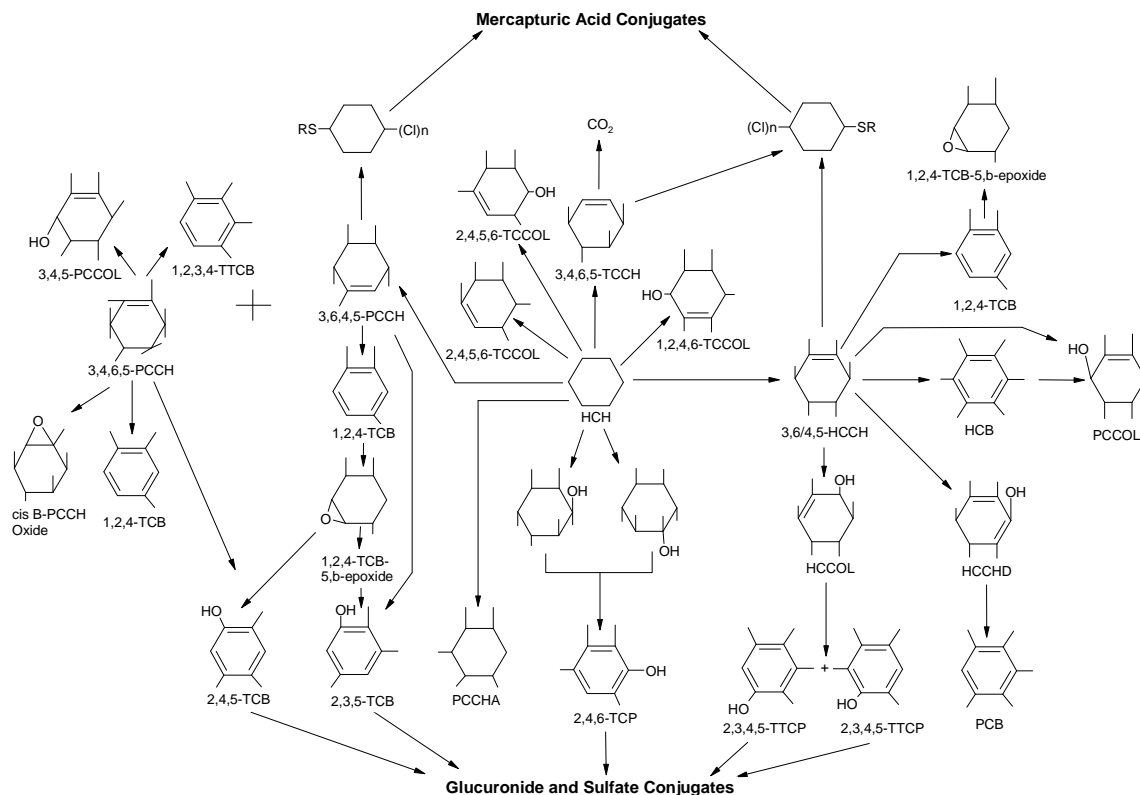 Mercapturic Acid Conjugates
RS
(Cl)n
(Cl)n
SR
CO2
O
1,2,4-TCB-5,b-epoxide
OH
2,4,5,6-TCCOL
HO
3,4,5-PCCOL
1,2,3,4-TTCB
3,4,6,5-TCCH
1,2,4-TCB
3,6,4,5-PCCH
HO
2,4,5,6-TCCOL
1,2,4,6-TCCOL
3,4,6,5-PCCH
HO
HCH
1,2,4-TCB
3,6/4,5-HCCH
HCB
PCCOL
O
1,2,4-TCB
cis B-PCCH
Oxide
OH
OH
OH
OH
O
1,2,4-TCB-
5,b-epoxide
HCCOL
HCCHD
HO
OH
2,4,5-TCB
2,3,5-TCB
PCCHA
OH
2,4,6-TCP
+
HO
HO
2,3,4,5-TTCP
2,3,4,5-TTCP
PCB
Glucuronide and Sulfate Conjugates